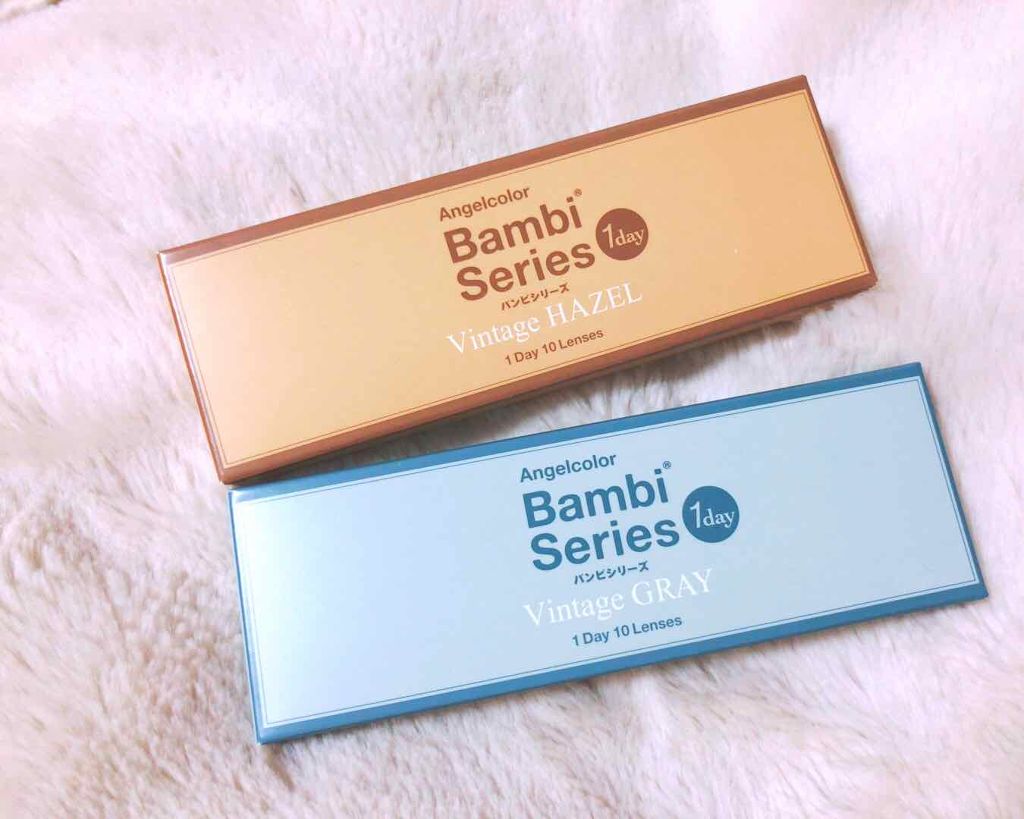 Angelcolor
Bambi®
Series 1day
バンビシリーズ
Vintage HAZEL
1 Day 10 Lenses
Angelcolor
Bambi®
Series 1day
バンビシリーズ
Vintage GRAY
1 Day 10 Lenses